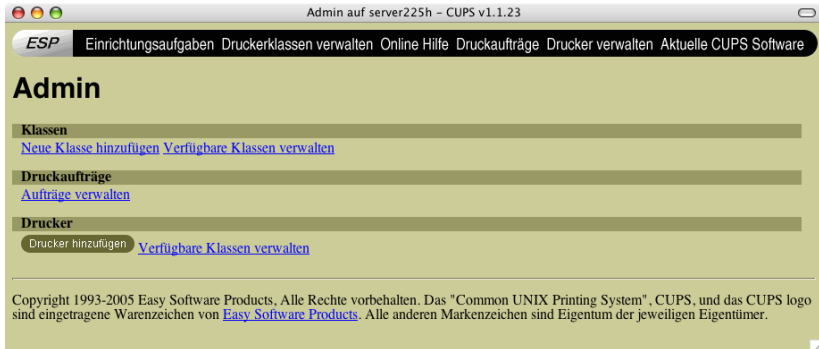 Admin auf server225h – CUPS v1.1.23
ESP Einrichtungsaufgaben Druckerklassen verwalten Online Hilfe Druckaufträge Drucker verwalten Aktuelle CUPS Software
Admin
Klassen
Neue Klasse hinzufügen Verfügbare Klassen verwalten
Druckaufträge
Aufträge verwalten
Drucker
Drucker hinzufügen Verfügbare Klassen verwalten
Copyright 1993-2005 Easy Software Products, Alle Rechte vorbehalten. Das "Common UNIX Printing System", CUPS, und das CUPS logo
sind eingetragene Warenzeichen von Easy Software Products. Alle anderen Markenzeichen sind Eigentum der jeweiligen Eigentümer.